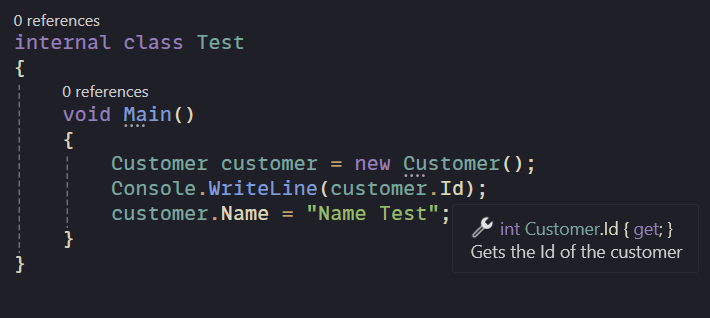 0 references
internal class Test
{
0 references
void Main()
{
Customer customer = new Customer();
Console.WriteLine(customer.Id);
customer.Name = "Name Test";
int Customer.Id { get; }
Gets the Id of the customer
}
}